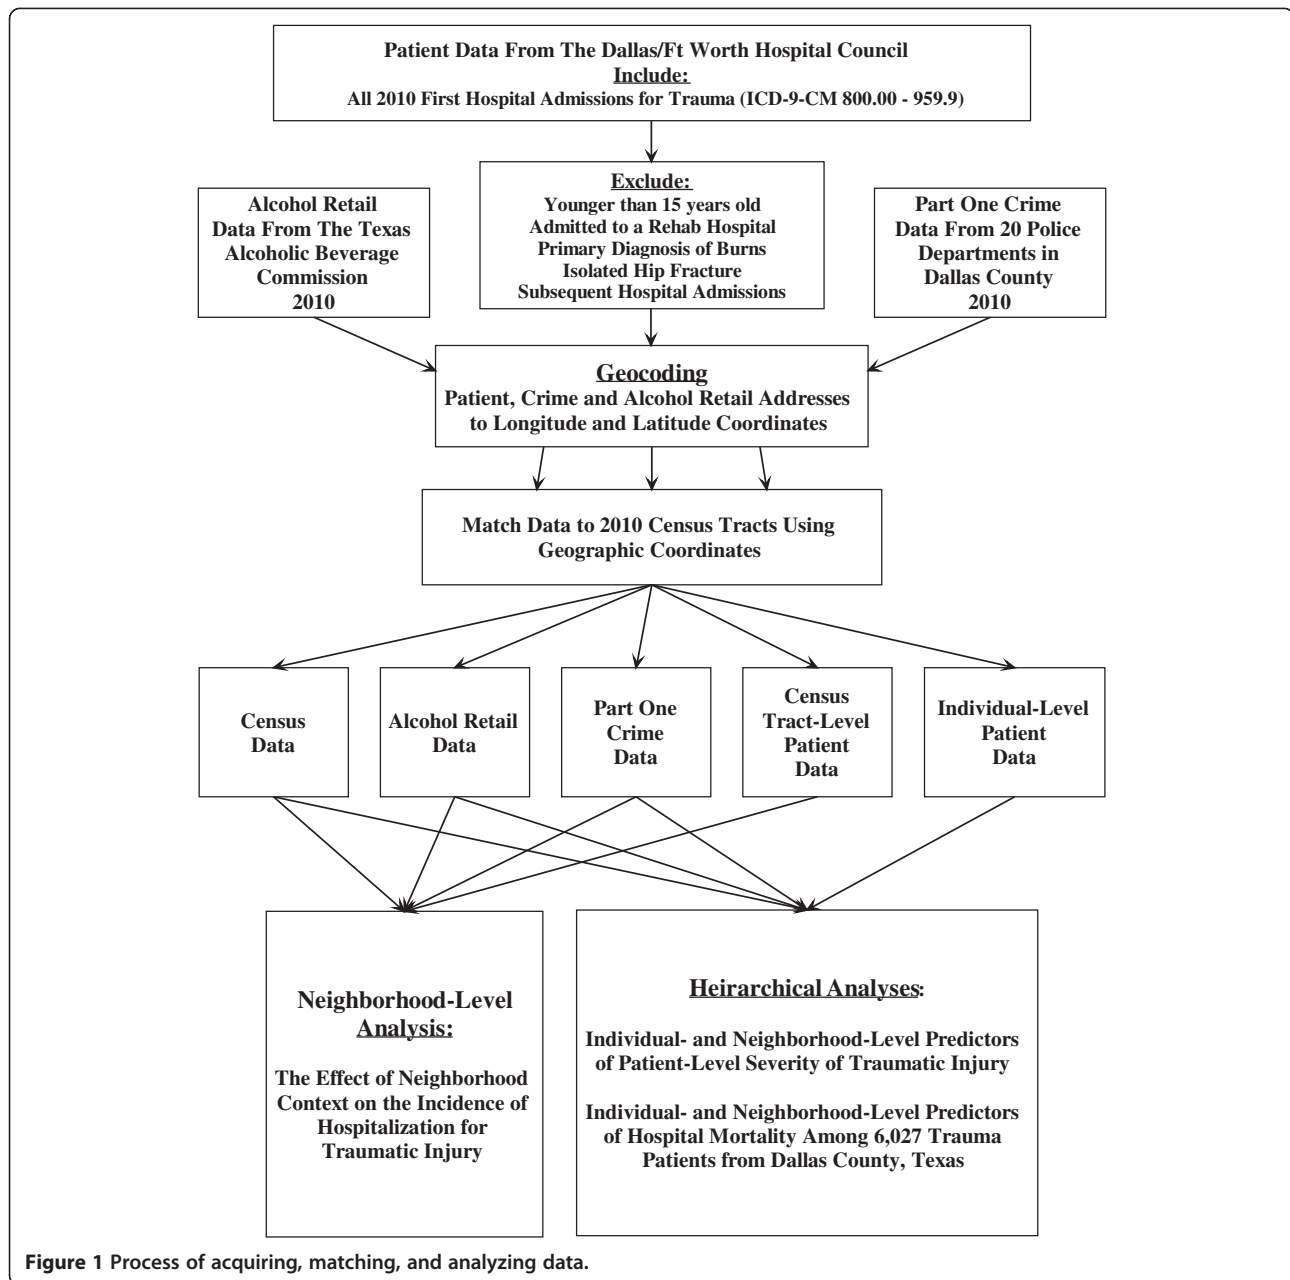 Patient Data From The Dallas/Ft Worth Hospital Council
Include:
All 2010 First Hospital Admissions for Trauma (ICD-9-CM 800.00 - 959.9)
Alcohol Retail
Data From The Texas
Alcoholic Beverage
Commission
2010
Exclude:
Younger than 15 years old
Admitted to a Rehab Hospital
Primary Diagnosis of Burns
Isolated Hip Fracture
Subsequent Hospital Admissions
Part One Crime
Data From 20 Police
Departments in
Dallas County
2010
Geocoding
Patient, Crime and Alcohol Retail Addresses
to Longitude and Latitude Coordinates
Match Data to 2010 Census Tracts Using
Geographic Coordinates
Census
Data
Alcohol Retail
Data
Part One
Crime
Data
Census
Tract-Level
Patient
Data
Individual-Level
Patient
Data
Neighborhood-Level
Analysis:
The Effect of Neighborhood
Context on the Incidence of
Hospitalization for
Traumatic Injury
Heirarchical Analyses:
Individual- and Neighborhood-Level Predictors
of Patient-Level Severity of Traumatic Injury
Individual- and Neighborhood-Level Predictors
of Hospital Mortality Among 6,027 Trauma
Patients from Dallas County, Texas
Figure 1 Process of acquiring, matching, and analyzing data.